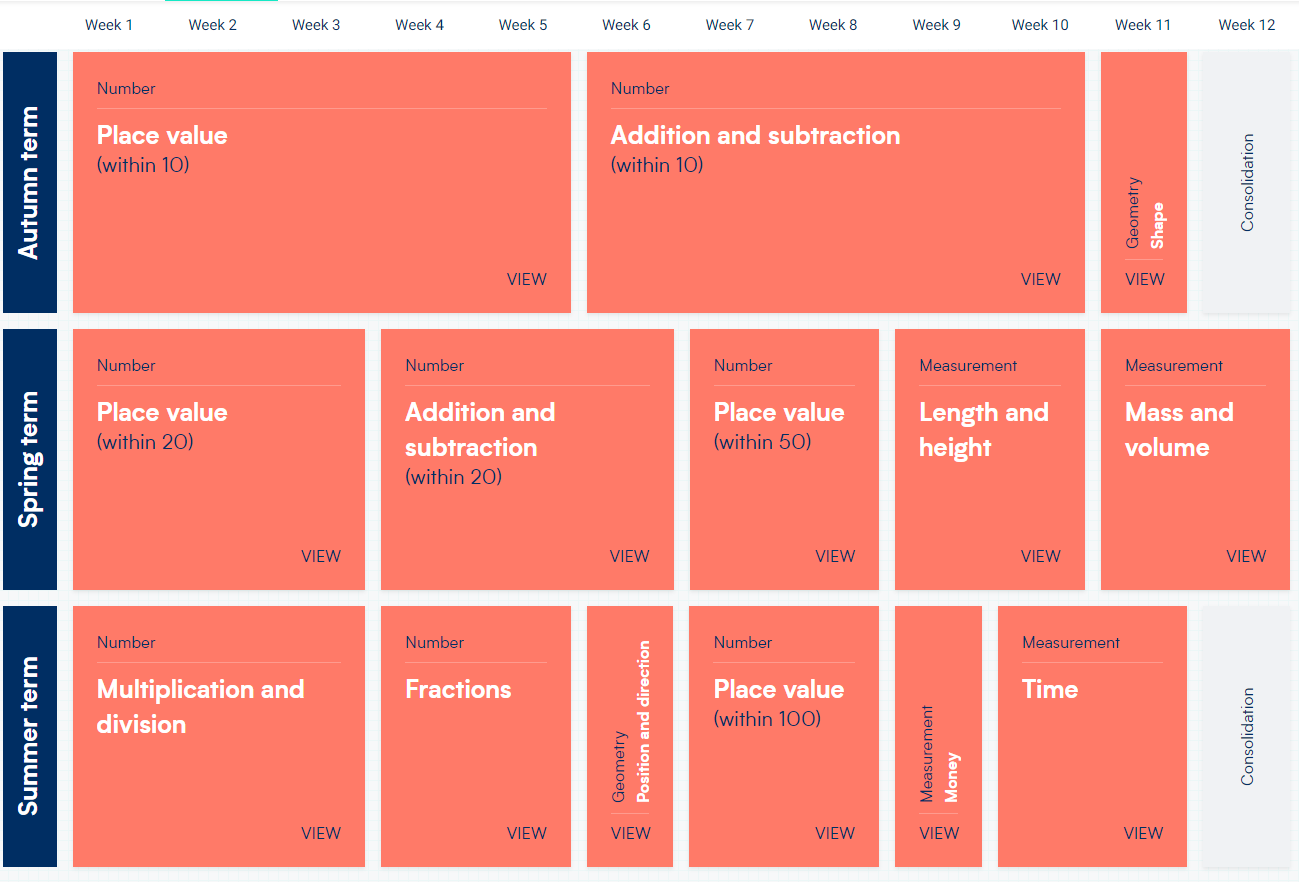 Week 1 Week 2 Week 3 Week 4 Week 5 Week 6 Week 7 Week 8 Week 9 Week 10 Week 11 Week 12
Autumn term
Number
Place value
(within 10)
VIEW
Number
Addition and subtraction
(within 10)
VIEW
Geometry
Shape
VIEW
Consolidation
Spring term
Number
Place value
(within 20)
VIEW
Number
Addition and
subtraction
(within 20)
VIEW
Number
Place value
(within 50)
VIEW
Measurement
Length and
height
VIEW
Measurement
Mass and
volume
VIEW
Summer term
Number
Multiplication and
division
VIEW
Number
Fractions
VIEW
Geometry
Position and direction
VIEW
Number
Place value
(within 100)
VIEW
Measurement
Money
VIEW
Measurement
Time
VIEW
Consolidation